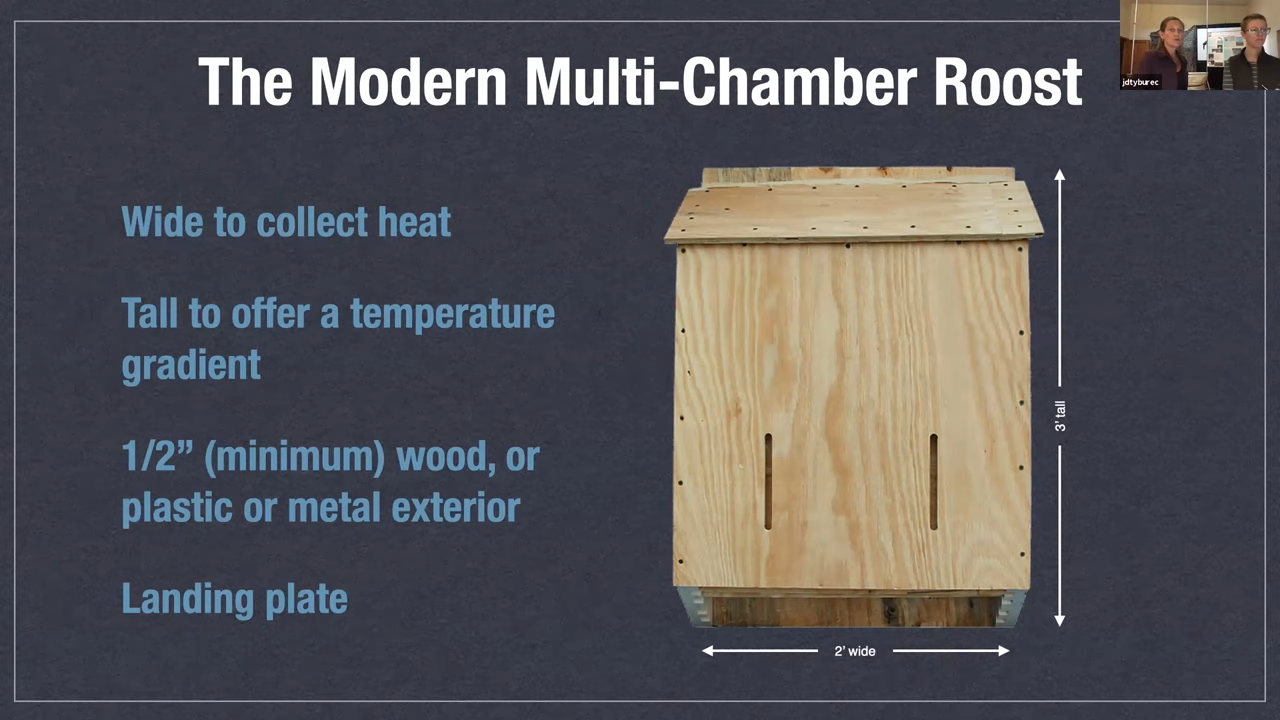 The Modern Multi-Chamber Roost
jdtyburec
Wide to collect heat
Tall to offer a temperature
gradient
1/2” (minimum) wood, or
plastic or metal exterior
Landing plate
3’ tall
2’ wide